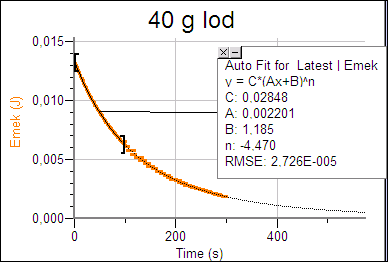 40 g lod
0,015
Auto Fit for Latest | Emek
y = C*(Ax+B)^n
C: 0.02848
0,010
A: 0.002201
B: 1.185
n: -4.470
RMSE: 2.726E-005
Emek (J)
0,005
0,000
0
200
400
Time (s)